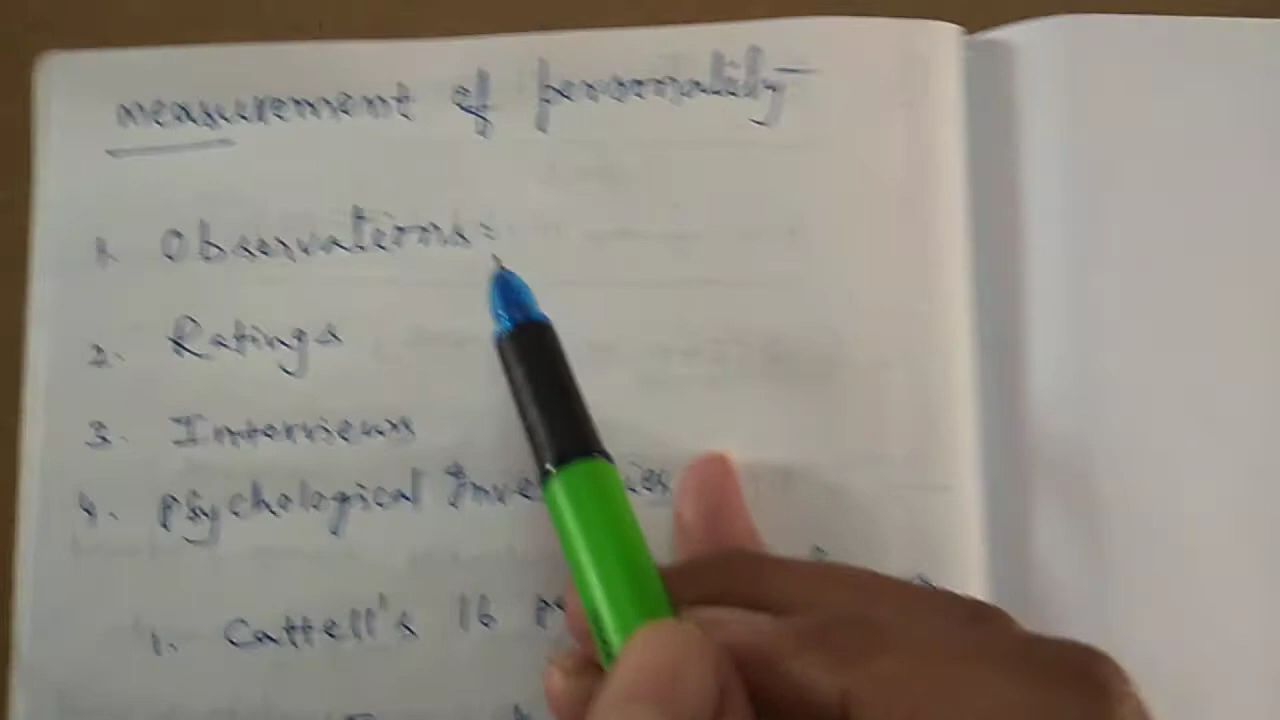 measurement of personality
1. Observations:
2. Ratings
3. Interviews
4. Psychological
1. Cattell's 16